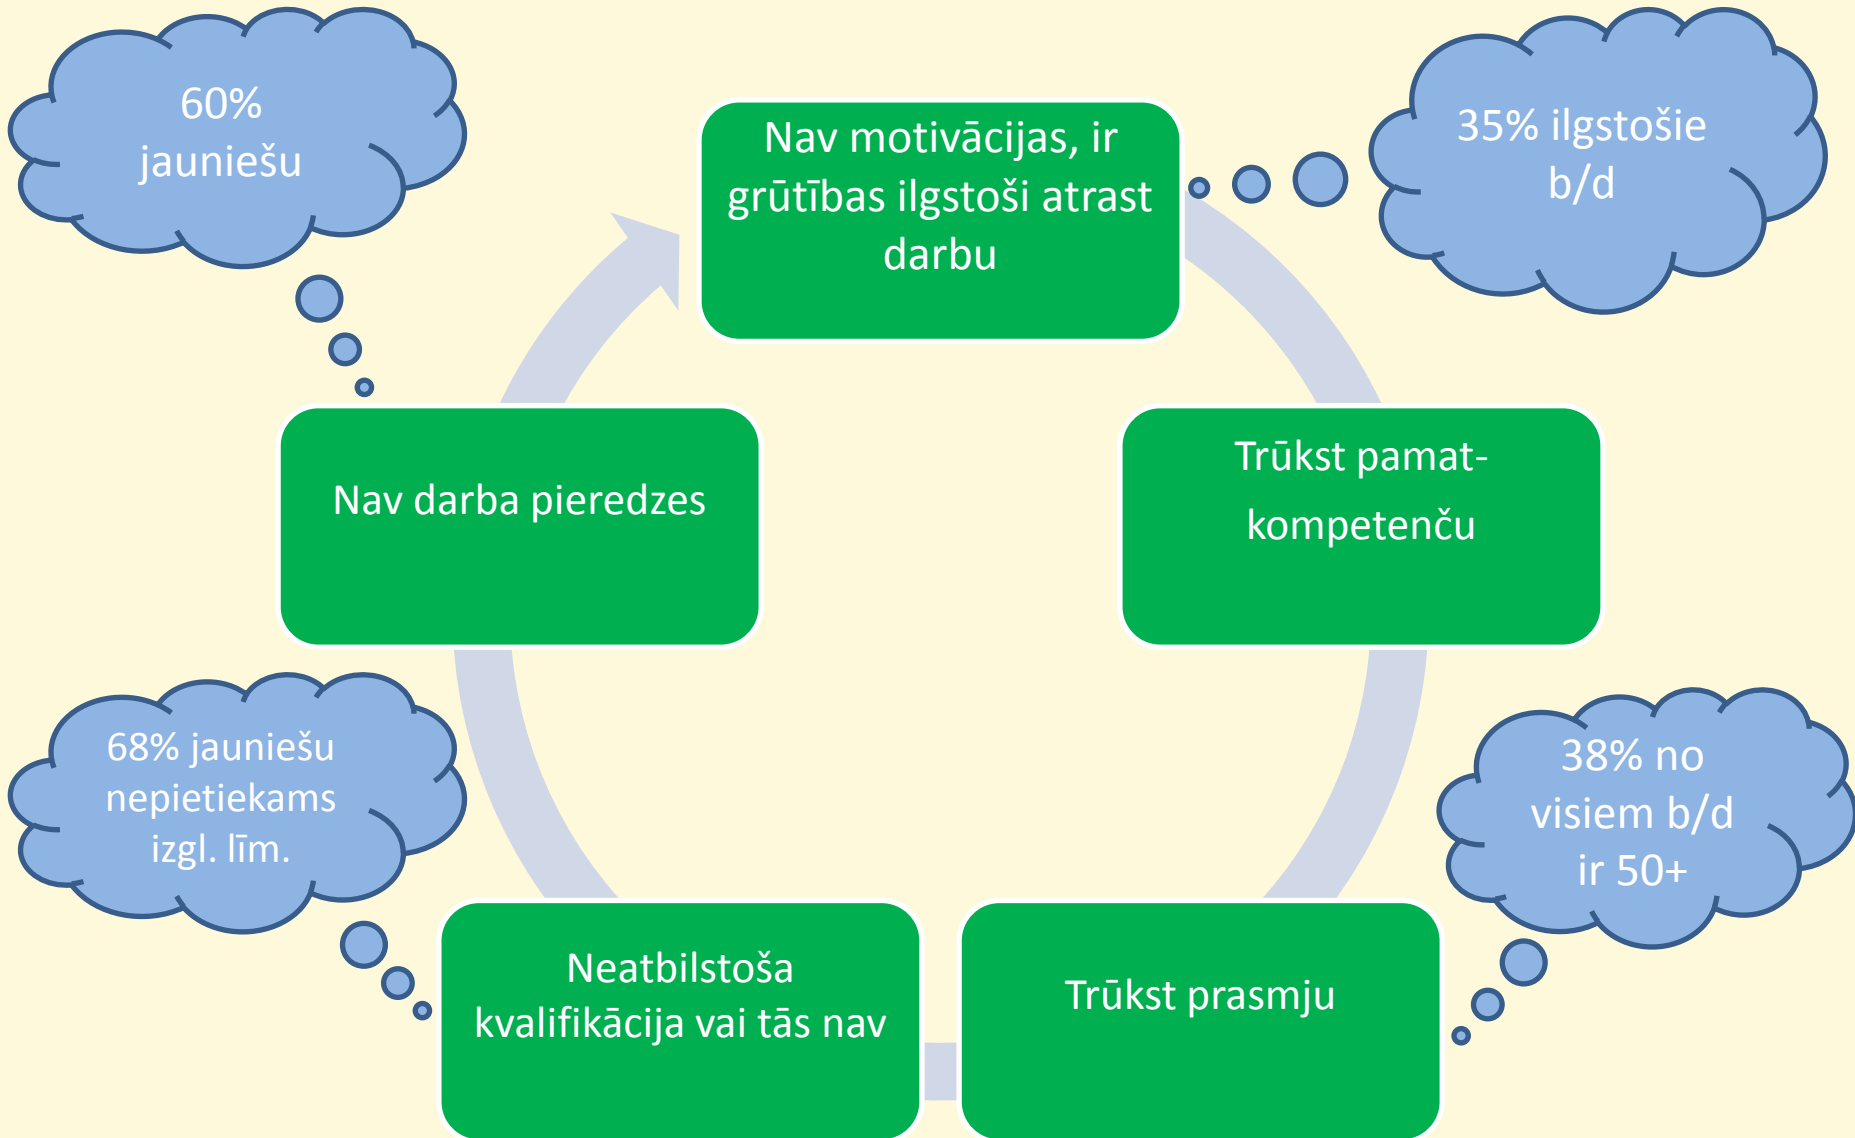 60%
jauniešu
Nav motivācijas, ir
grūtības ilgstoši atrast
darbu
35% ilgstošie
b/d
Nav darba pieredzes
Trūkst pamat-
kompetenču
68% jauniešu
nepietiekams
izgl. līm.
38% no
visiem b/d
ir 50+
Neatbilstoša
kvalifikācija vai tās nav
Trūkst prasmju